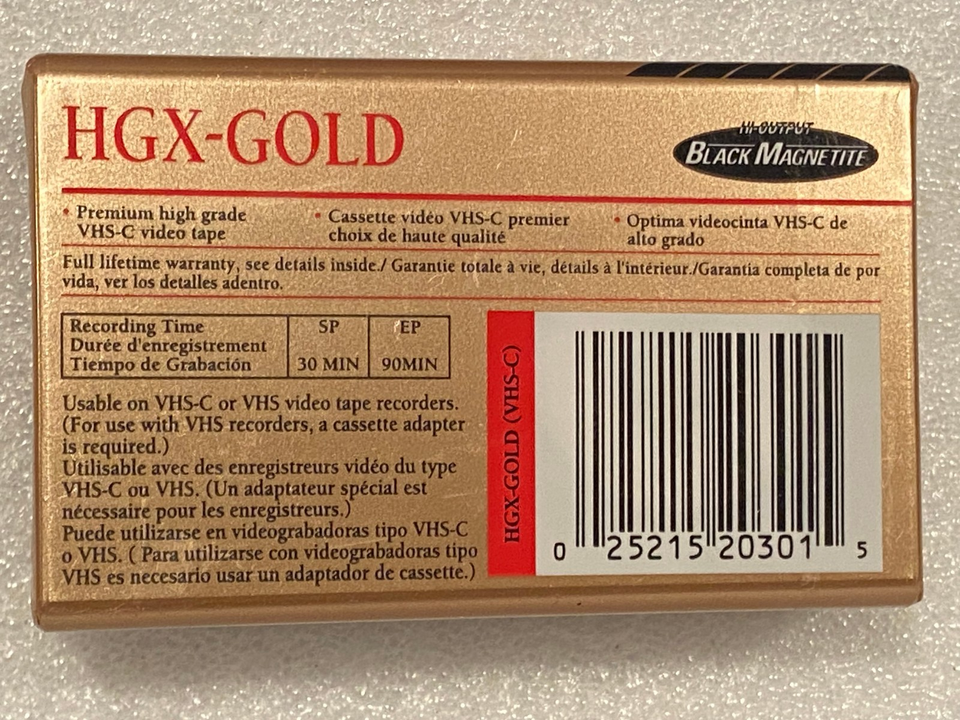 HGX-GOLD
HI-OUTPUT
BLACK MAGNETITE
• Premium high grade
VHS-C video tape
• Cassette vidéo VHS-C premier
choix de haute qualité
• Optima videocinta VHS-C de
alto grado
Full lifetime warranty, see details inside./ Garantie totale à vie, détails à l'intérieur./Garantia completa de por
vida, ver los detalles adentro.
Recording Time SP EP
Durée d'enregistrement
Tiempo de Grabación 30 MIN 90MIN
Usable on VHS-C or VHS video tape recorders.
(For use with VHS recorders, a cassette adapter
is required.)
Utilisable avec des enregistreurs vidéo du type
VHS-C ou VHS. (Un adaptateur spécial est
nécessaire pour les enregistreurs.)
Puede utilizarse en videograbadoras tipo VHS-C
o VHS. ( Para utilizarse con videograbadoras tipo
VHS es necesario usar un adaptador de cassette.)
HGX-GOLD (VHS-C)
0 25215 20301 5